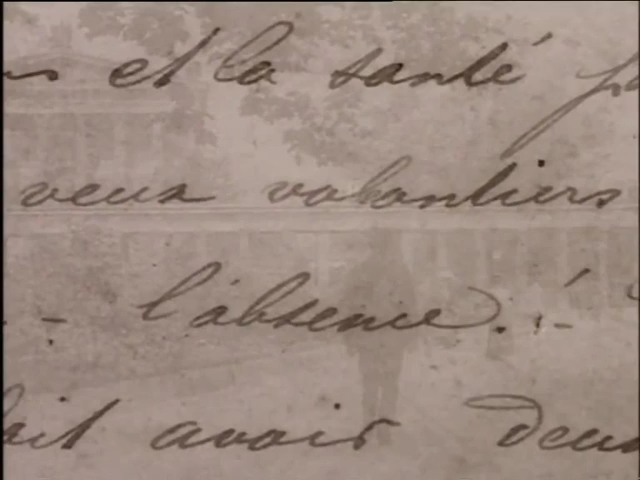 et la santé
veux volontiers
l'absence.
avoir